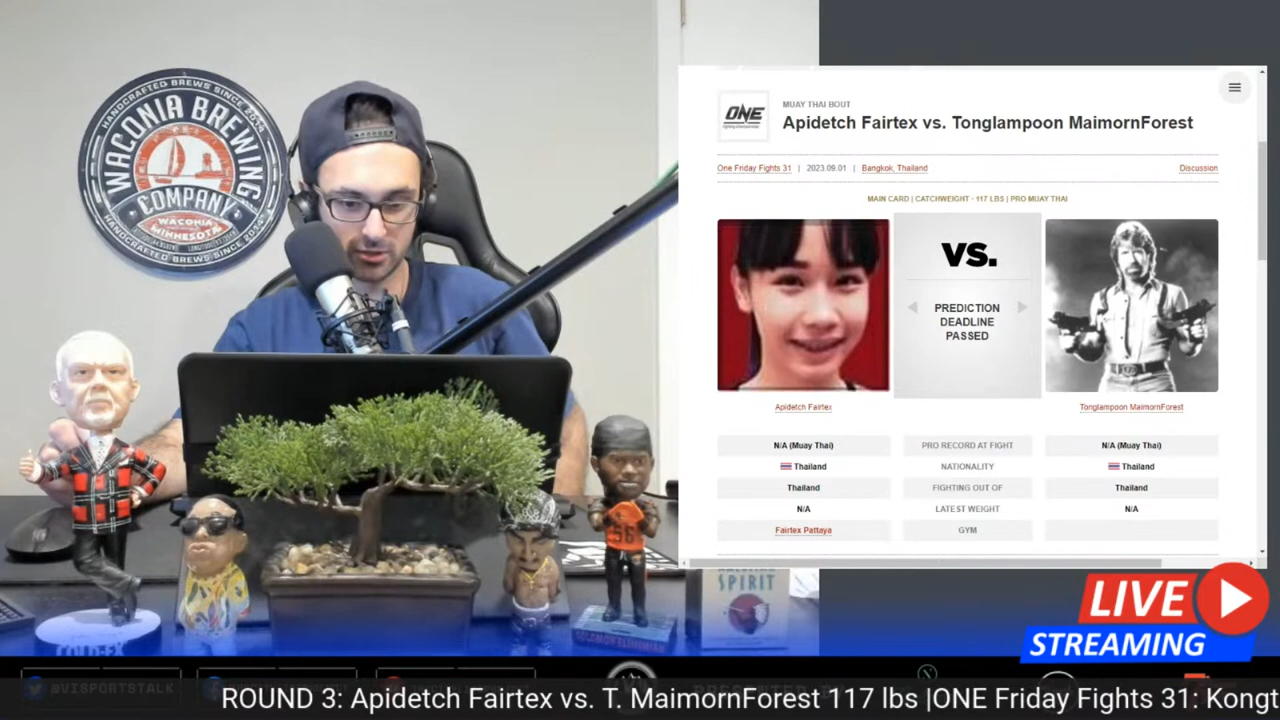 HANDCRAFTED BREWS SINCE 2014
WACONIA BREWING
COMPANY
WACONIA
MINNESOTA
HANDCRAFTED BREWS
ONE
MUAY THAI BOUT
Apidetch Fairtex vs. Tonglampoon MaimornForest
One Friday Fights 31 | 2023.09.01 | Bangkok, Thailand
Discussion
MAIN CARD | CATCHWEIGHT - 117 LBS | PRO MUAY THAI
VS.
PREDICTION
DEADLINE
PASSED
Apidetch Fairtex
Tonglampoon MaimornForest
N/A (Muay Thai) PRO RECORD AT FIGHT N/A (Muay Thai)
Thailand NATIONALITY Thailand
Thailand FIGHTING OUT OF Thailand
N/A LATEST WEIGHT N/A
Fairtex Pattaya GYM
56
SPIRIT
LIVE
STREAMING
@VISPORTSTALK
ROUND 3: Apidetch Fairtex vs. T. MaimornForest 117 lbs |ONE Friday Fights 31: Kongt